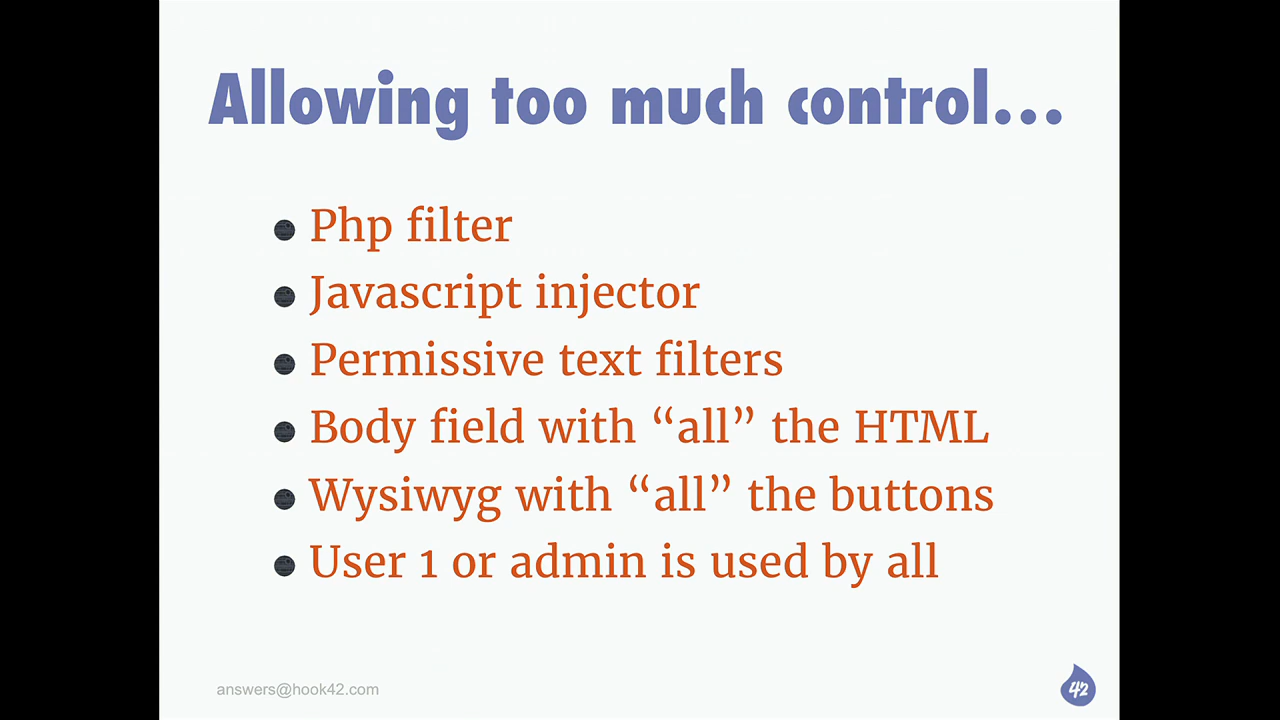 Allowing too much control...
Php filter
Javascript injector
Permissive text filters
Body field with “all” the HTML
Wysiwyg with “all” the buttons
User 1 or admin is used by all
answers@hook42.com
42